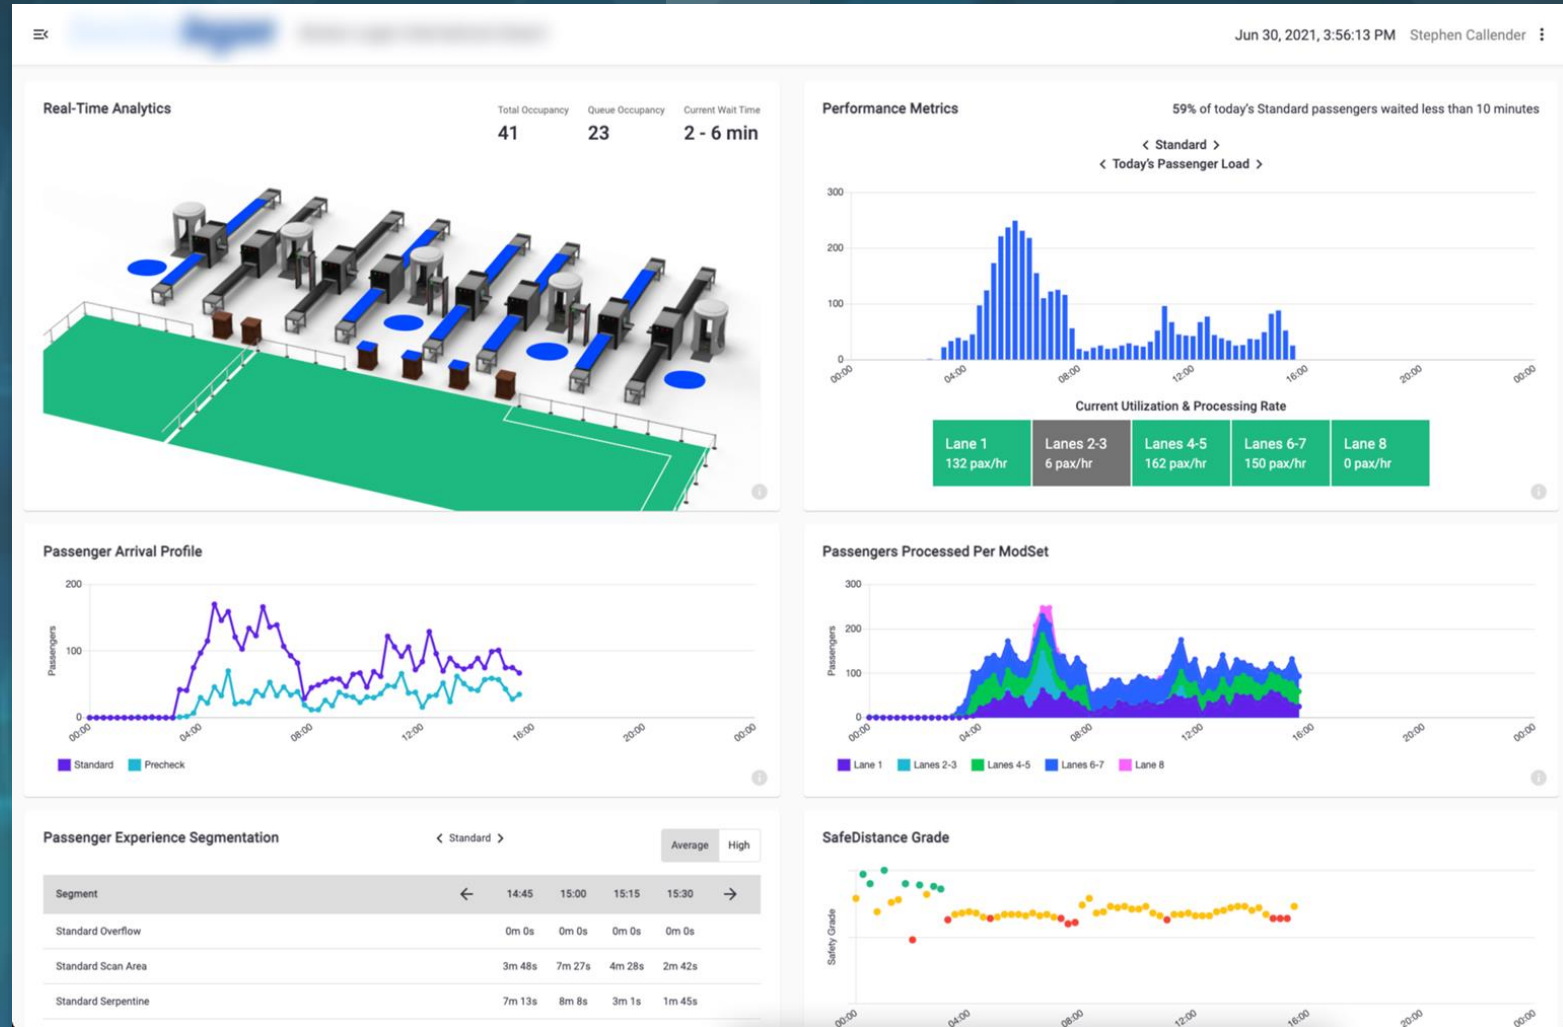 Jun 30, 2021, 3:56:13 PM Stephen Callender
Real-Time Analytics
Total Occupancy Queue Occupancy Current Wait Time
41 23 2 - 6 min
Performance Metrics
59% of today's Standard passengers waited less than 10 minutes
< Standard >
< Today's Passenger Load >
300
200
100
0
00:00 04:00 08:00 12:00 16:00 20:00 00:00
Current Utilization & Processing Rate
Lane 1 Lanes 2-3 Lanes 4-5 Lanes 6-7 Lane 8
132 pax/hr 6 pax/hr 162 pax/hr 150 pax/hr 0 pax/hr
Passenger Arrival Profile
200
100
0
Passengers
00:00 04:00 08:00 12:00 16:00 20:00 00:00
Standard Precheck
Passengers Processed Per ModSet
300
200
100
0
Passengers
00:00 04:00 08:00 12:00 16:00 20:00 00:00
Lane 1 Lanes 2-3 Lanes 4-5 Lanes 6-7 Lane 8
Passenger Experience Segmentation
< Standard >
Average High
Segment ← 14:45 15:00 15:15 15:30 →
Standard Overflow 0m 0s 0m 0s 0m 0s 0m 0s
Standard Scan Area 3m 48s 7m 27s 4m 28s 2m 42s
Standard Serpentine 7m 13s 8m 8s 3m 1s 1m 45s
SafeDistance Grade
Safety Grade
00:00 04:00 08:00 12:00 16:00 20:00 00:00